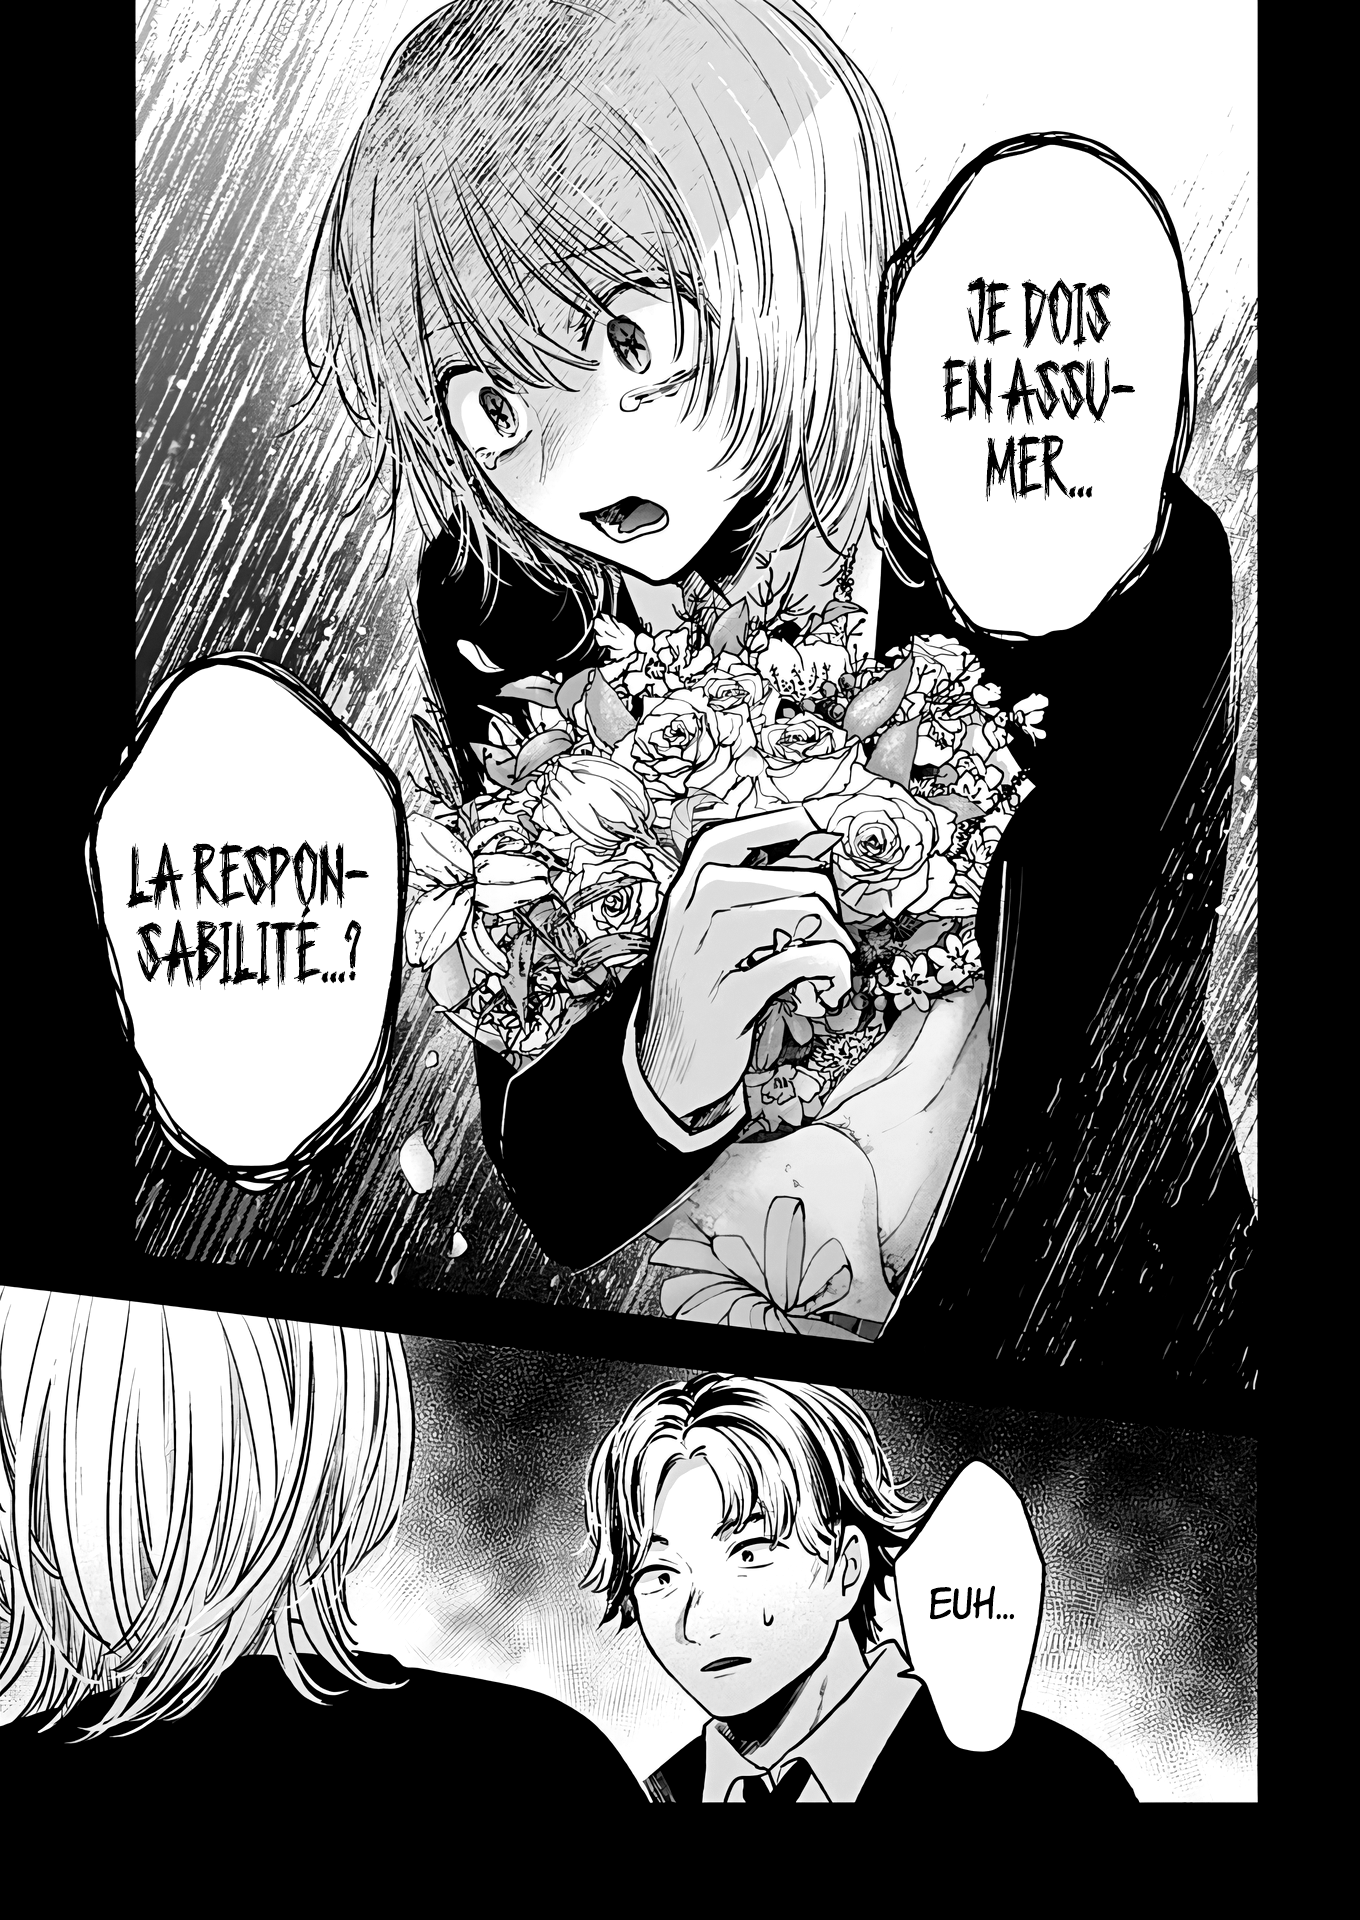 JE DOIS
EN ASSU-
MER...
LA RESPON-
SABILITÉ...?
EUH...